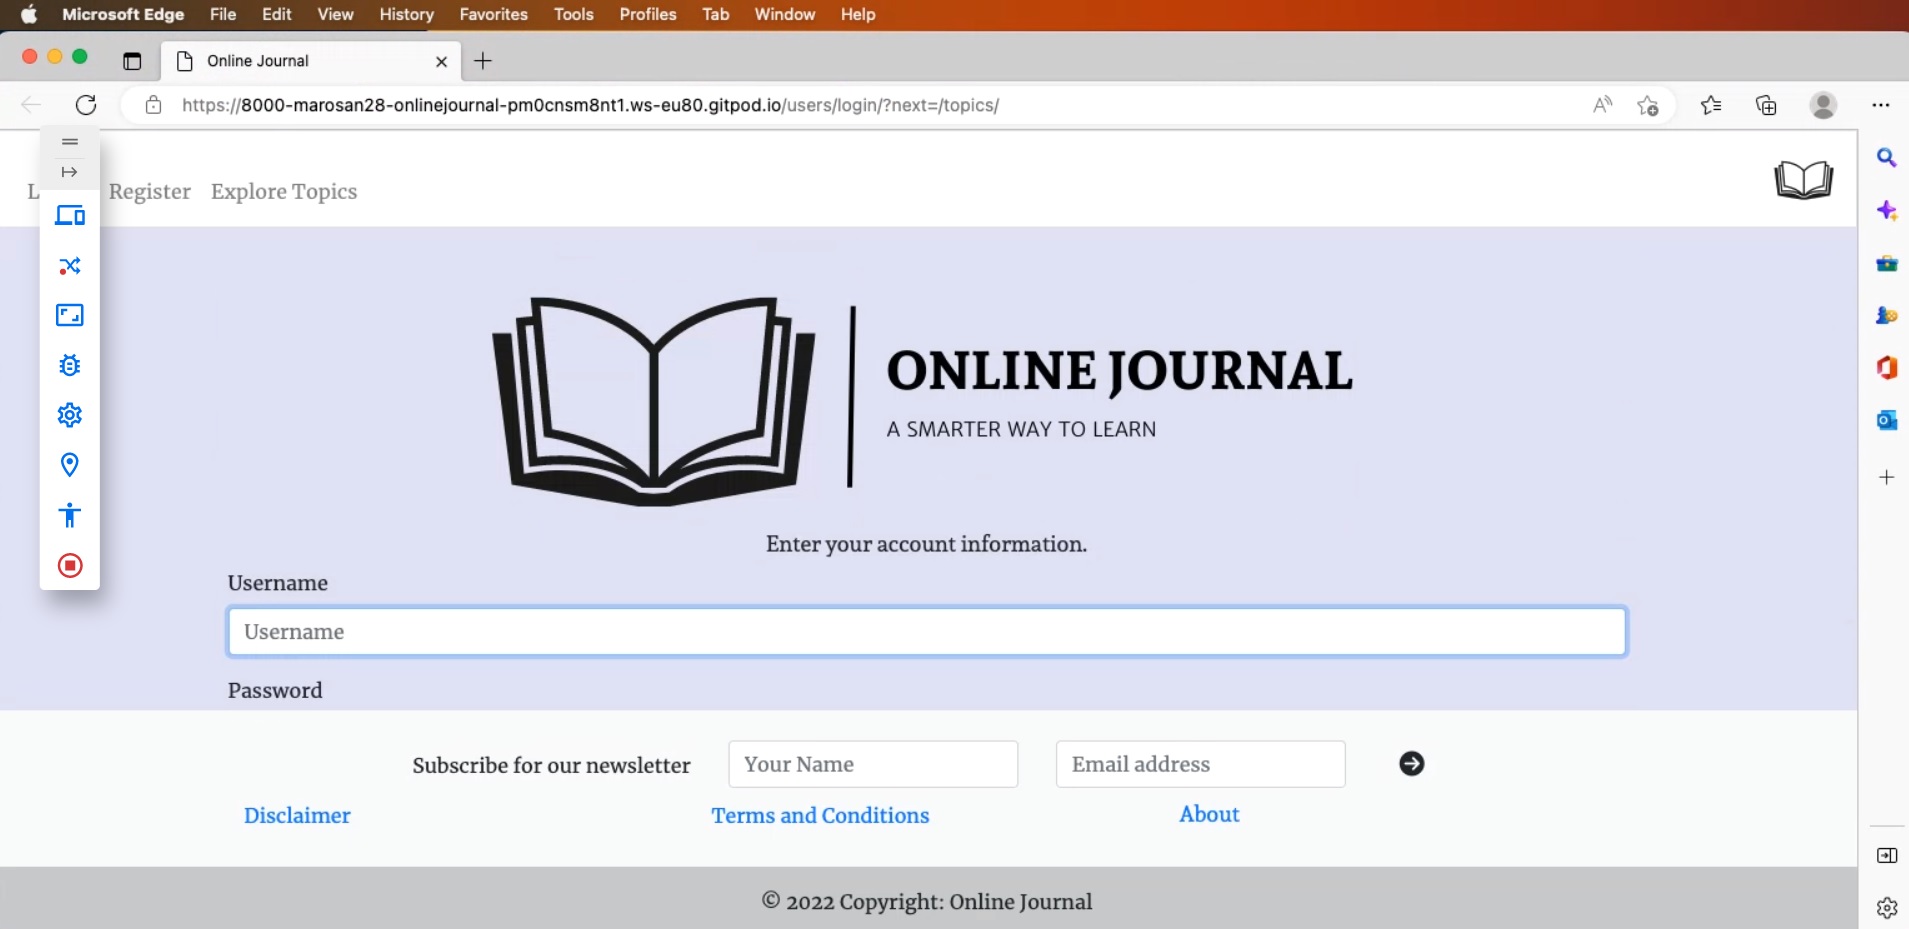 Microsoft Edge File Edit View History Favorites Tools Profiles Tab Window Help
Online Journal
https://8000-marosan28-onlinejournal-pm0cnsm8nt1.ws-eu80.gitpod.io/users/login/?next=/topics/
L Register Explore Topics
ONLINE JOURNAL
A SMARTER WAY TO LEARN
Enter your account information.
Username
Username
Password
Subscribe for our newsletter Your Name Email address
Disclaimer Terms and Conditions About
© 2022 Copyright: Online Journal